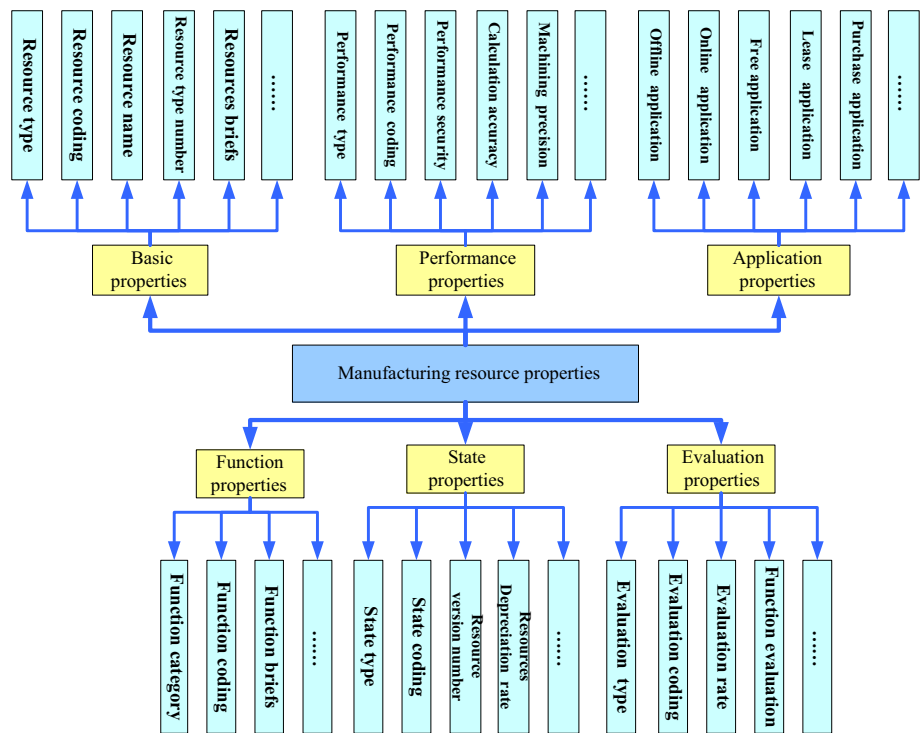 Resource type
Resource coding
Resource name
Resource type number
Resources briefs
......
Performance type
Performance coding
Performance security
Calculation accuracy
Machining precision
......
Offline application
Online application
Free application
Lease application
Purchase application
......
Basic
properties
Performance
properties
Application
properties
Manufacturing resource properties
Function
properties
State
properties
Evaluation
properties
Function category
Function coding
Function briefs
......
State type
State coding
Resource
version number
Resources
Depreciation rate
......
Evaluation type
Evaluation coding
Evaluation rate
Function evaluation
......